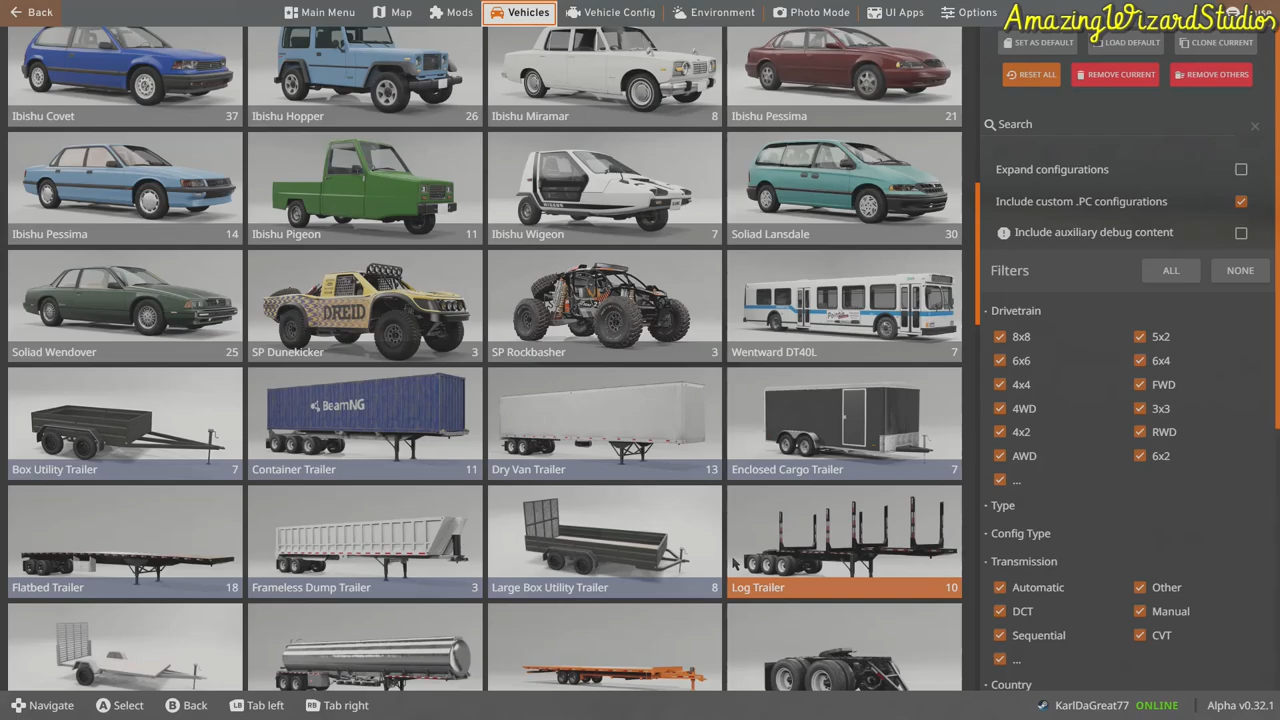 Back
Main Menu
Map
Mods
Vehicles
Vehicle Config
Environment
Photo Mode
UI Apps
Options
AmazingWizardStudios
SET AS DEFAULT
LOAD DEFAULT
CLONE CURRENT
RESET ALL
REMOVE CURRENT
REMOVE OTHERS
Ibishu Covet 37
Ibishu Hopper 26
Ibishu Miramar 8
Ibishu Pessima 21
Ibishu Pessima 14
Ibishu Pigeon 11
Ibishu Wigeon 7
Soliad Lansdale 30
DREID
Soliad Wendover 25
SP Dunekicker 3
SP Rockbasher 3
Wentward DT40L 7
BeamNG
Box Utility Trailer 7
Container Trailer 11
Dry Van Trailer 13
Enclosed Cargo Trailer 7
Flatbed Trailer 18
Frameless Dump Trailer 3
Large Box Utility Trailer 8
Log Trailer 10
Search
Expand configurations
Include custom .PC configurations
Include auxiliary debug content
Filters ALL NONE
- Drivetrain
8x8 5x2
6x6 6x4
4x4 FWD
4WD 3x3
4x2 RWD
AWD 6x2
...
- Type
- Config Type
- Transmission
Automatic Other
DCT Manual
Sequential CVT
...
- Country
Navigate A Select B Back LB Tab left RB Tab right
KarlDaGreat77 ONLINE Alpha v0.32.1